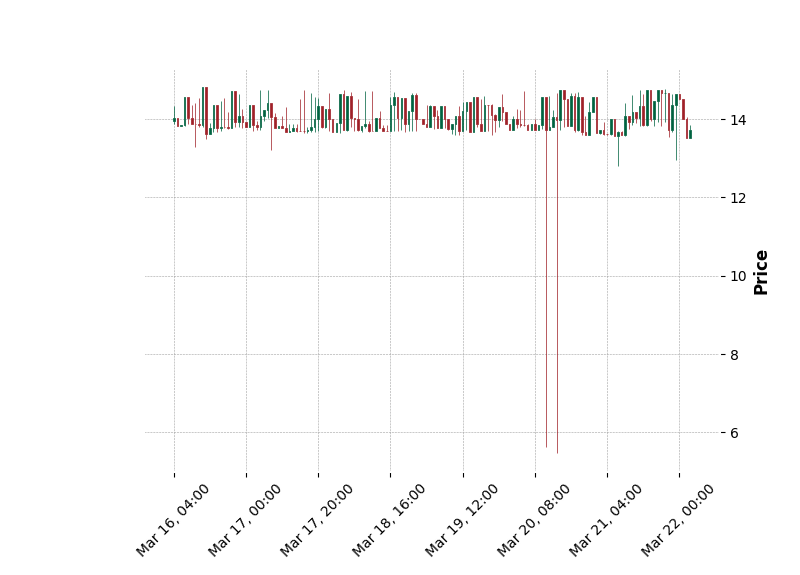 14
12
10
8
6
Price
Mar 16, 04:00
Mar 17, 00:00
Mar 17, 20:00
Mar 18, 16:00
Mar 19, 12:00
Mar 20, 08:00
Mar 21, 04:00
Mar 22, 00:00